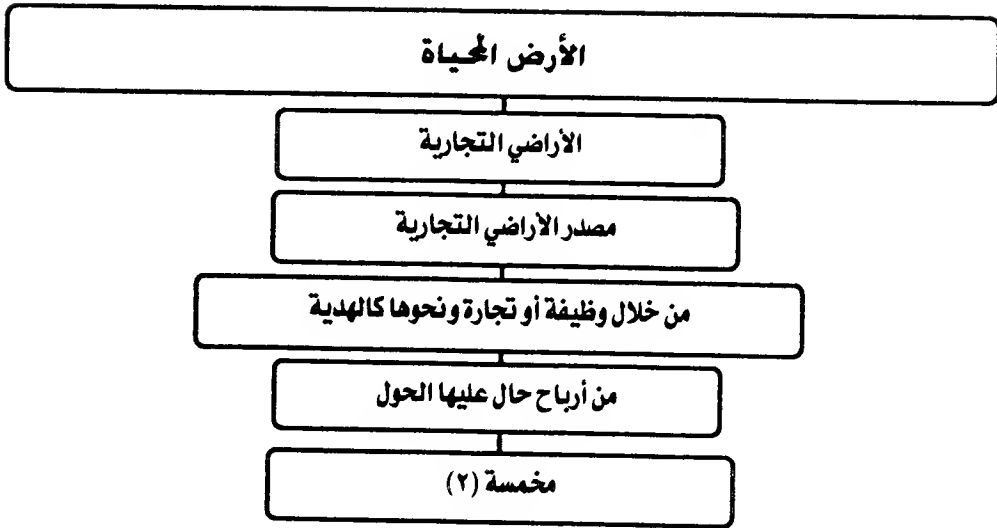 الأرض المحياة
الأراضي التجارية
مصدر الأراضي التجارية
من خلال وظيفة أو تجارة ونحوها كالهدية
من أرباح حال عليها الحول
مخمسة (٢)